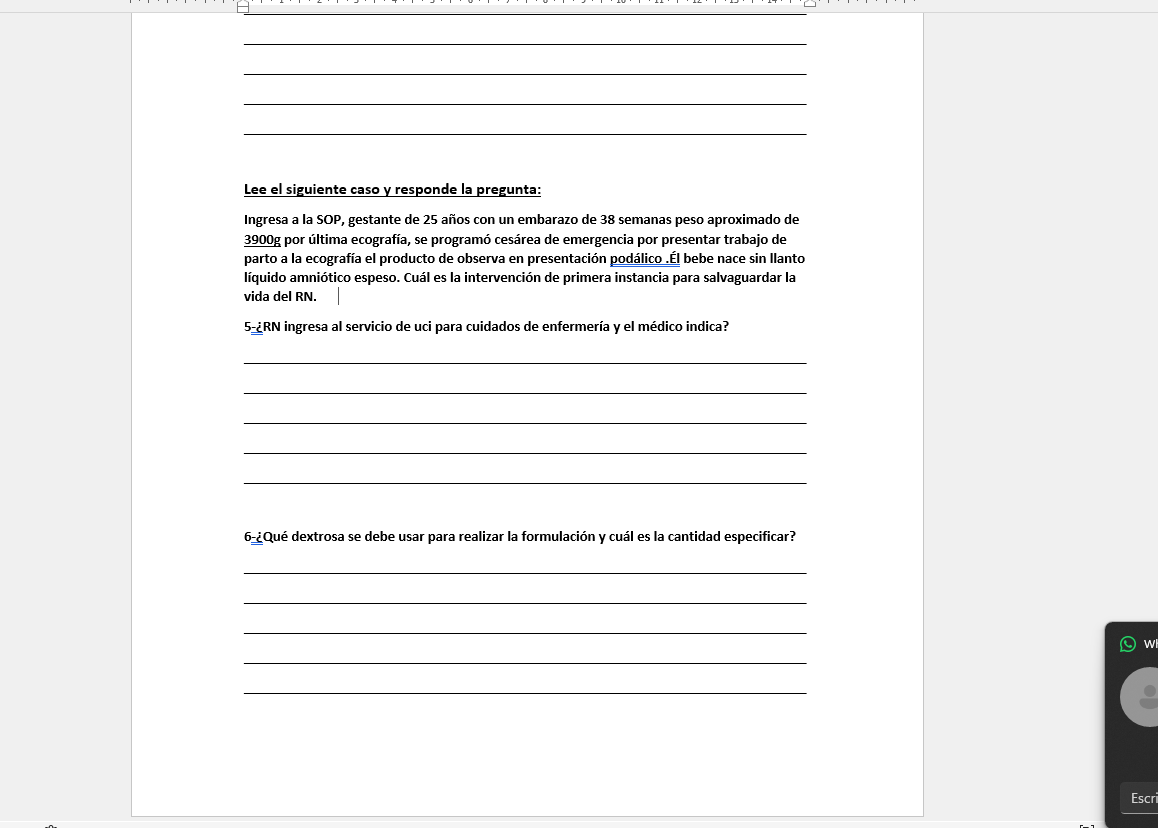 Lee el siguiente caso y responde la pregunta:
Ingresa a la SOP, gestante de 25 años con un embarazo de 38 semanas peso aproximado de
3900g por última ecografía, se programó cesárea de emergencia por presentar trabajo de
parto a la ecografía el producto de observa en presentación podálico .Él bebe nace sin llanto
líquido amniótico espeso. Cuál es la intervención de primera instancia para salvaguardar la
vida del RN.
5-¿RN ingresa al servicio de uci para cuidados de enfermería y el médico indica?
6-¿Qué dextrosa se debe usar para realizar la formulación y cuál es la cantidad especificar?